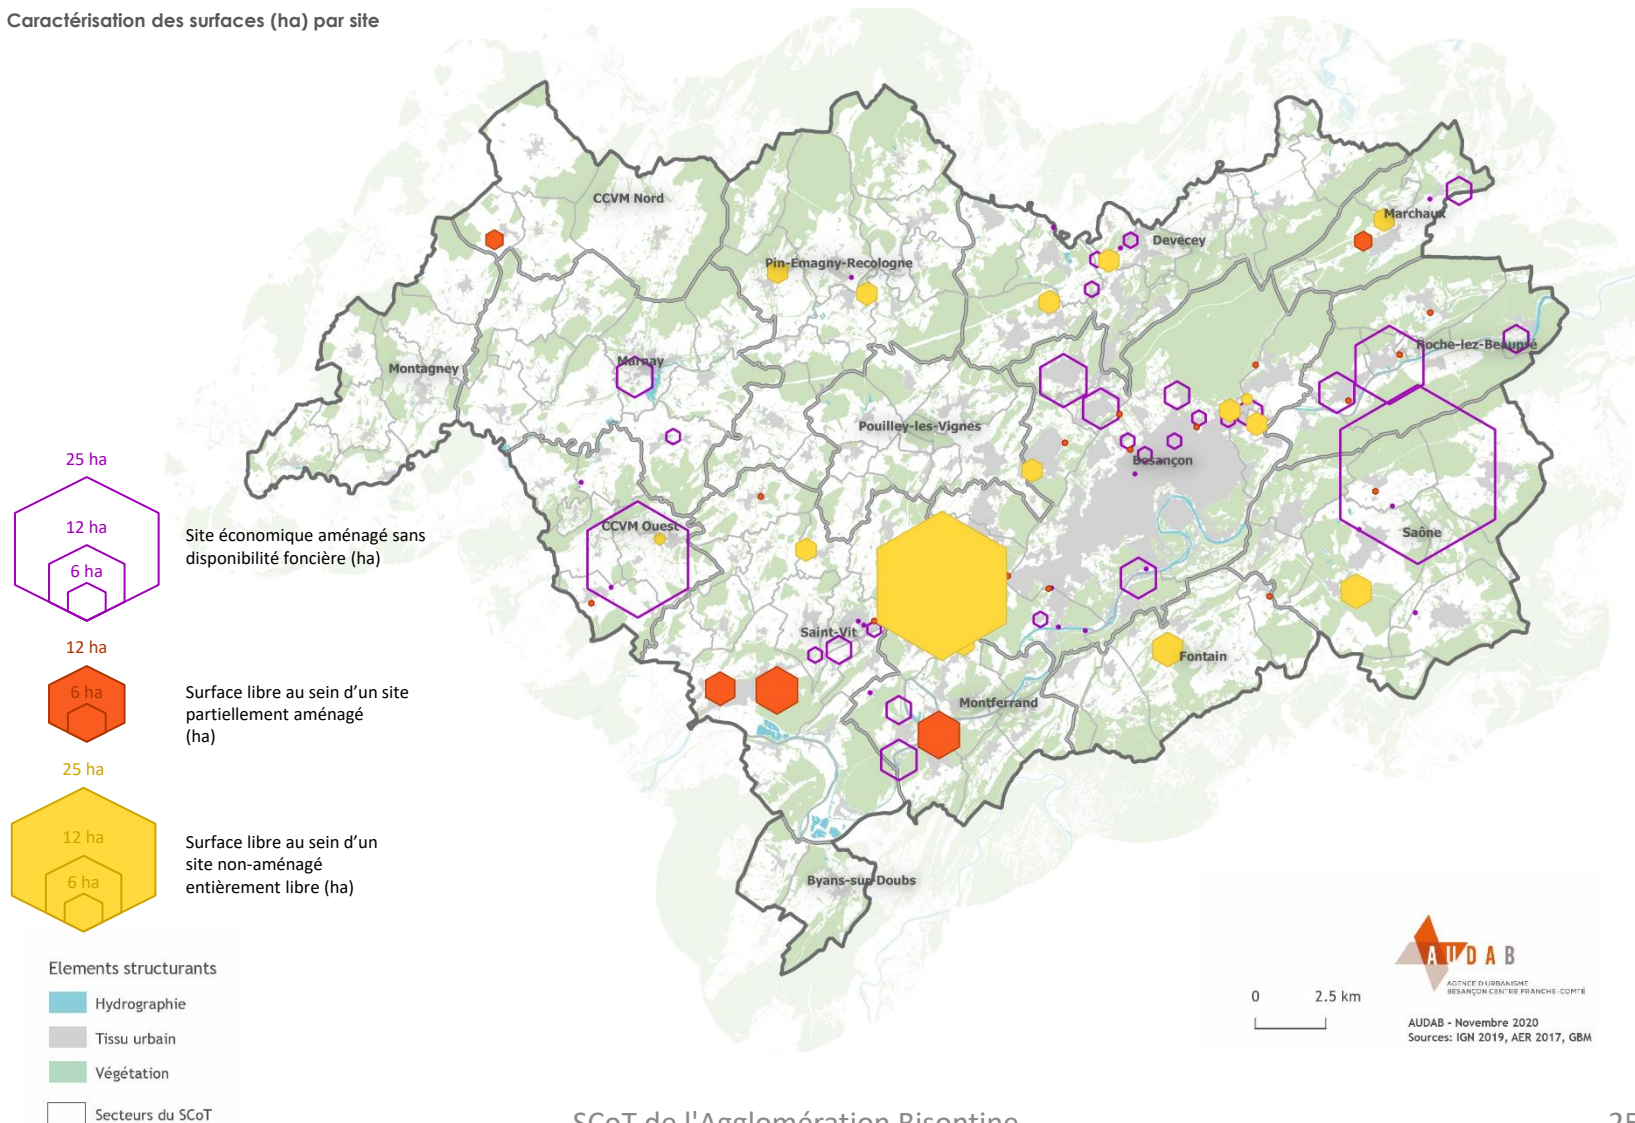 Caractérisation des surfaces (ha) par site
CCVM Nord
Marchaux
Devecey
Pin-Emagny-Recologne
Roche-lez-Beaupré
Montagney
Marnay
Pouilley-les-Vignes
Besançon
CCVM Ouest
Saône
Saint-Vit
Fontain
Montferrand
Byans-sur-Doubs
25 ha
12 ha
6 ha
Site économique aménagé sans
disponibilité foncière (ha)
12 ha
6 ha
Surface libre au sein d'un site
partiellement aménagé
(ha)
25 ha
12 ha
6 ha
Surface libre au sein d'un
site non-aménagé
entièrement libre (ha)
Elements structurants
Hydrographie
Tissu urbain
Végétation
Secteurs du SCoT
0 2.5 km
AUDAB
AGENCE D'URBANISME
BESANÇON CENTRE FRANCHE-COMTÉ
AUDAB - Novembre 2020
Sources: IGN 2019, AER 2017, GBM
SCoT de l'Agglomération Bisontine
25